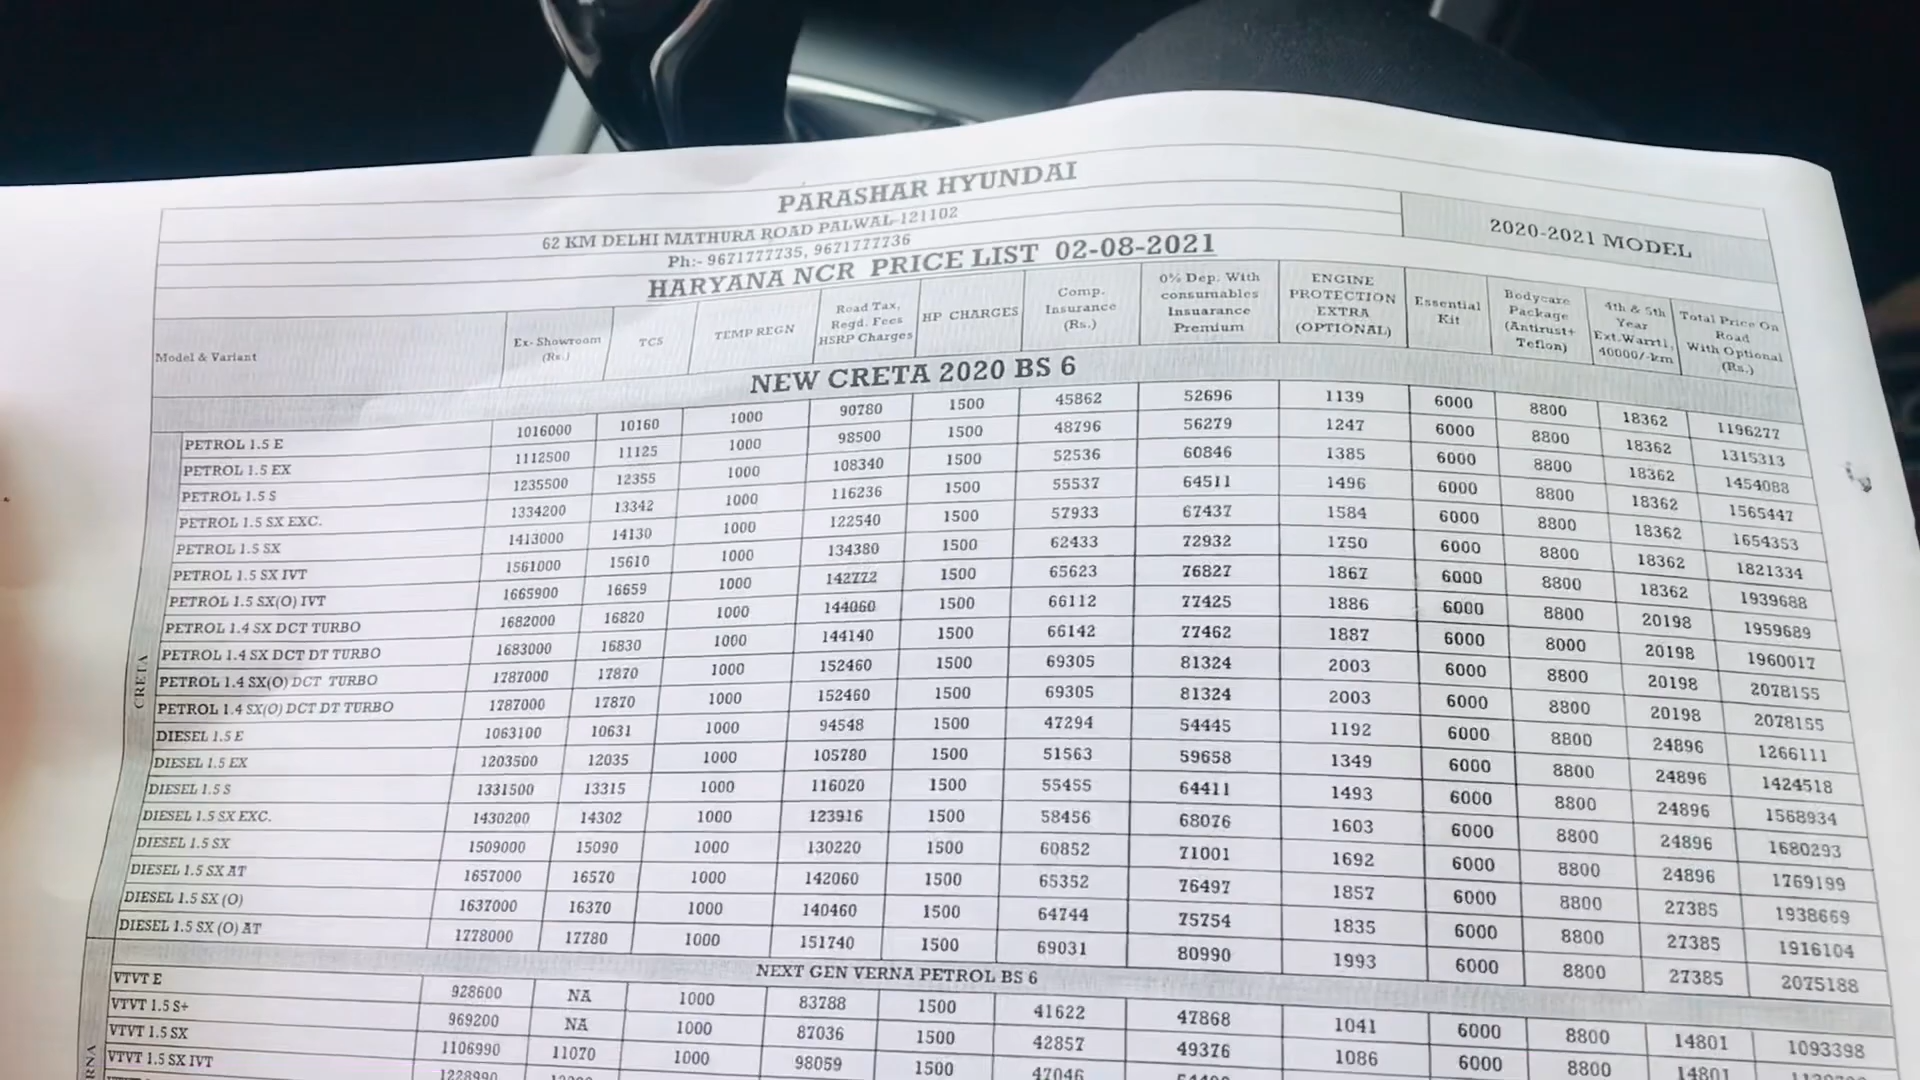 PARASHAR HYUNDAI
62 KM DELHI MATHURA ROAD PALWAL-121102
Ph:- 9671777735, 9671777736
HARYANA NCR PRICE LIST 02-08-2021
2020-2021 MODEL
Model & Variant Ex-Showroom (Rs.) TCS TEMP REGN Road Tax, Regd. Fees HSRP Charges HP CHARGES Comp. Insurance (Rs.) 0% Dep. With consumables Insuarance Premium ENGINE PROTECTION EXTRA (OPTIONAL) Essential Kit Bodycare Package (Antirust+ Teflon) 4th & 5th Year Ext.Warrti, 40000/-km Total Price On Road With Optional (Rs.)
NEW CRETA 2020 BS 6
CRETA
PETROL 1.5 E 1016000 10160 1000 90780 1500 45862 52696 1139 6000 8800 18362 1196277
PETROL 1.5 EX 1112500 11125 1000 98500 1500 48796 56279 1247 6000 8800 18362 1315313
PETROL 1.5 S 1235500 12355 1000 108340 1500 52536 60846 1385 6000 8800 18362 1454088
PETROL 1.5 SX EXC. 1334200 13342 1000 116236 1500 55537 64511 1496 6000 8800 18362 1565447
PETROL 1.5 SX 1413000 14130 1000 122540 1500 57933 67437 1584 6000 8800 18362 1654353
PETROL 1.5 SX IVT 1561000 15610 1000 134380 1500 62433 72932 1750 6000 8800 18362 1821334
PETROL 1.5 SX(O) IVT 1665900 16659 1000 142772 1500 65623 76827 1867 6000 8800 18362 1939688
PETROL 1.4 SX DCT TURBO 1682000 16820 1000 144060 1500 66112 77425 1886 6000 8800 20198 1959689
PETROL 1.4 SX DCT DT TURBO 1683000 16830 1000 144140 1500 66142 77462 1887 6000 8000 20198 1960017
PETROL 1.4 SX(O) DCT TURBO 1787000 17870 1000 152460 1500 69305 81324 2003 6000 8800 20198 2078155
PETROL 1.4 SX(O) DCT DT TURBO 1787000 17870 1000 152460 1500 69305 81324 2003 6000 8800 20198 2078155
DIESEL 1.5 E 1063100 10631 1000 94548 1500 47294 54445 1192 6000 8800 24896 1266111
DIESEL 1.5 EX 1203500 12035 1000 105780 1500 51563 59658 1349 6000 8800 24896 1424518
DIESEL 1.5 S 1331500 13315 1000 116020 1500 55455 64411 1493 6000 8800 24896 1568934
DIESEL 1.5 SX EXC. 1430200 14302 1000 123916 1500 58456 68076 1603 6000 8800 24896 1680293
DIESEL 1.5 SX 1509000 15090 1000 130220 1500 60852 71001 1692 6000 8800 24896 1769199
DIESEL 1.5 SX AT 1657000 16570 1000 142060 1500 65352 76497 1857 6000 8800 27385 1938669
DIESEL 1.5 SX (O) 1637000 16370 1000 140460 1500 64744 75754 1835 6000 8800 27385 1916104
DIESEL 1.5 SX (O) AT 1778000 17780 1000 151740 1500 69031 80990 1993 6000 8800 27385 2075188
NEXT GEN VERNA PETROL BS 6
VTVT E 928600 NA 1000 83788 1500 41622 47868 1041 6000 8800 14801 1093398
VTVT 1.5 S+ 969200 NA 1000 87036 1500 42857 49376 1086 6000 8800 14801
VTVT 1.5 SX 1106990 11070 1000 98059 1500 47046
VTVT 1.5 SX IVT 1228990